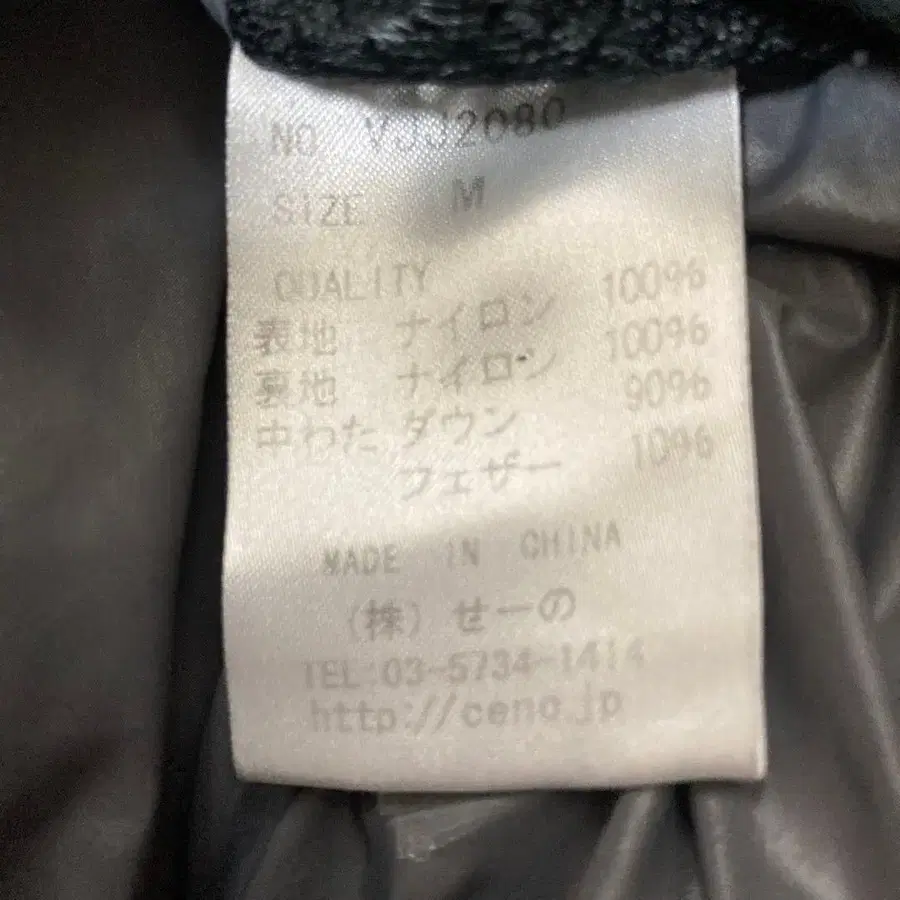 NO VJJ2080
SIZE M
QUALITY
表地 ナイロン 100%
裏地 ナイロン 100%
中わた ダウン 90%
フェザー 10%
MADE IN CHINA
(株) せーの
TEL:03-5734-1414
http://ceno.jp